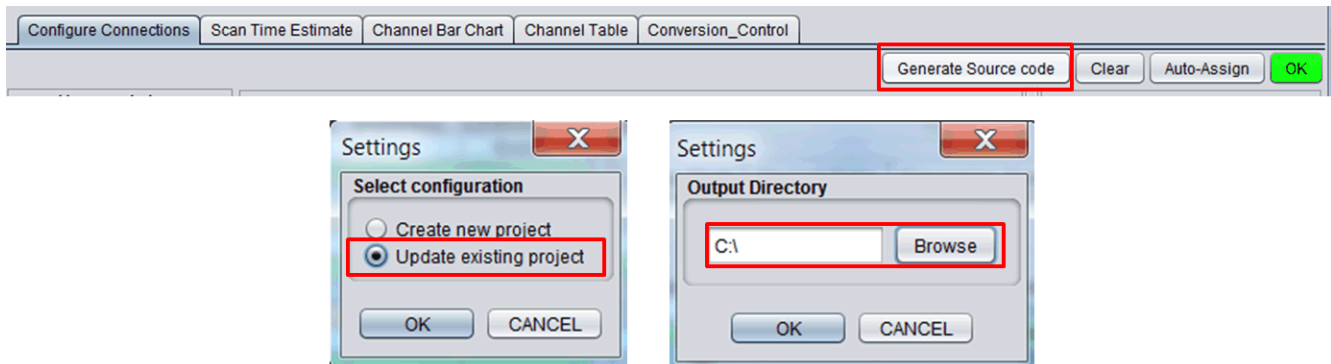 Configure Connections Scan Time Estimate Channel Bar Chart Channel Table Conversion_Control
Generate Source code Clear Auto-Assign OK
Settings
Select configuration
Create new project
Update existing project
OK CANCEL
Settings
Output Directory
C:\ Browse
OK CANCEL